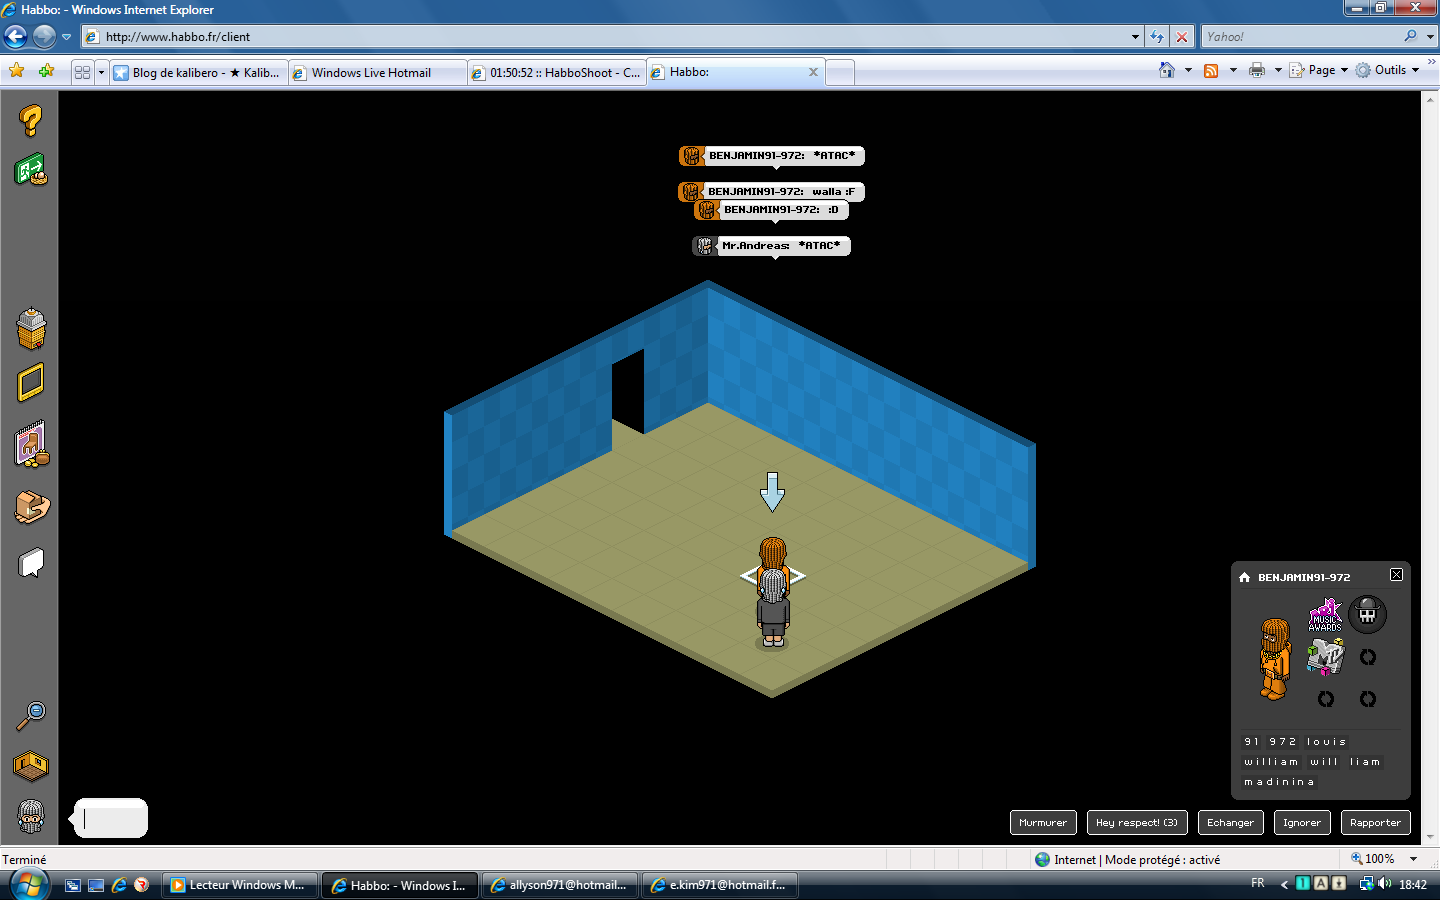 Habbo: - Windows Internet Explorer
http://www.habbo.fr/client
Yahoo!
Blog de kalibero - ★ Kalib...
Windows Live Hotmail
01:50:52 :: HabboShoot - C...
Habbo:
Page
Outils
BENJAMIN91-972: *ATAC*
BENJAMIN91-972: walla :F
BENJAMIN91-972: :D
Mr.Andreas: *ATAC*
BENJAMIN91-972
MUSIC
AWARDS
91 972 louis
william will liam
madinina
Murmurer
Hey respect! (3)
Echanger
Ignorer
Rapporter
Terminé
Internet | Mode protégé : activé
100%
Lecteur Windows M...
Habbo: - Windows I...
allyson971@hotmail...
e.kim971@hotmail.f...
FR
1
A
18:42